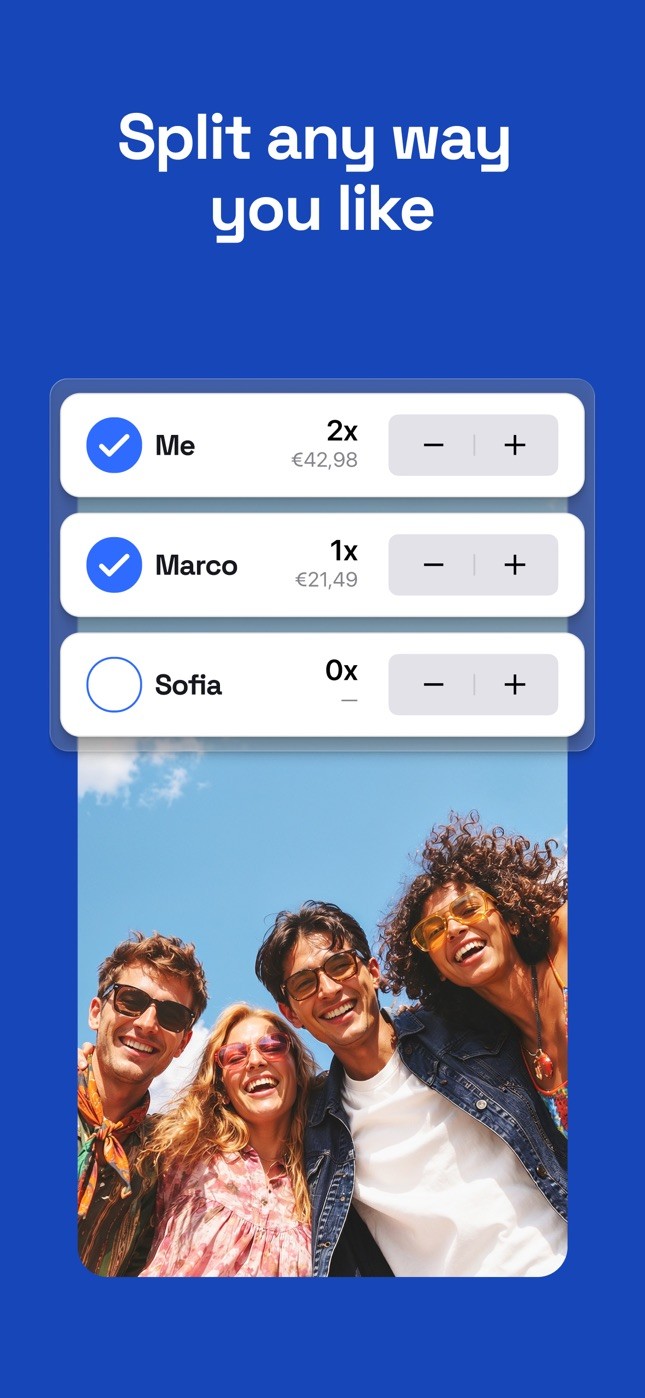 Split any way
you like
Me
2x
€42,98
− +
Marco
1x
€21,49
− +
Sofia
0x
—
− +